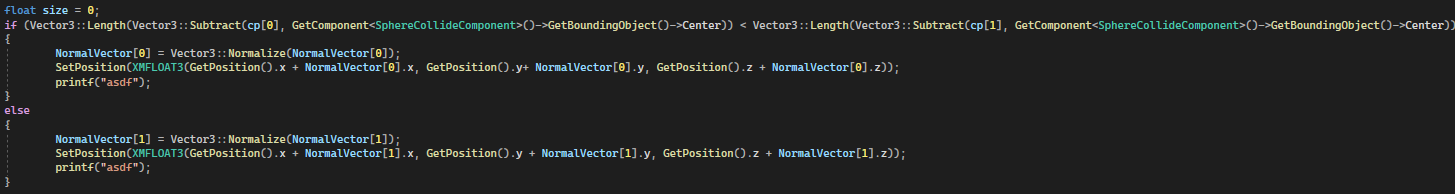 float size = 0;
if (Vector3::Length(Vector3::Subtract(cp[0], GetComponent<SphereCollideComponent>()->GetBoundingObject()->Center)) < Vector3::Length(Vector3::Subtract(cp[1], GetComponent<SphereCollideComponent>()->GetBoundingObject()->Center))
{
NormalVector[0] = Vector3::Normalize(NormalVector[0]);
SetPosition(XMFLOAT3(GetPosition().x + NormalVector[0].x, GetPosition().y+ NormalVector[0].y, GetPosition().z + NormalVector[0].z));
printf("asdf");
}
else
{
NormalVector[1] = Vector3::Normalize(NormalVector[1]);
SetPosition(XMFLOAT3(GetPosition().x + NormalVector[1].x, GetPosition().y + NormalVector[1].y, GetPosition().z + NormalVector[1].z));
printf("asdf");
}